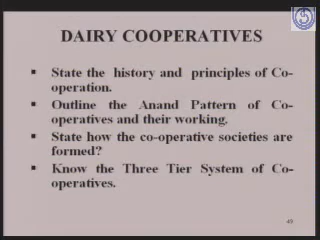 DAIRY COOPERATIVES
▪ State the history and principles of Co-
operation.
▪ Outline the Anand Pattern of Co-
operatives and their working.
▪ State how the co-operative societies are
formed?
▪ Know the Three Tier System of Co-
operatives.
49